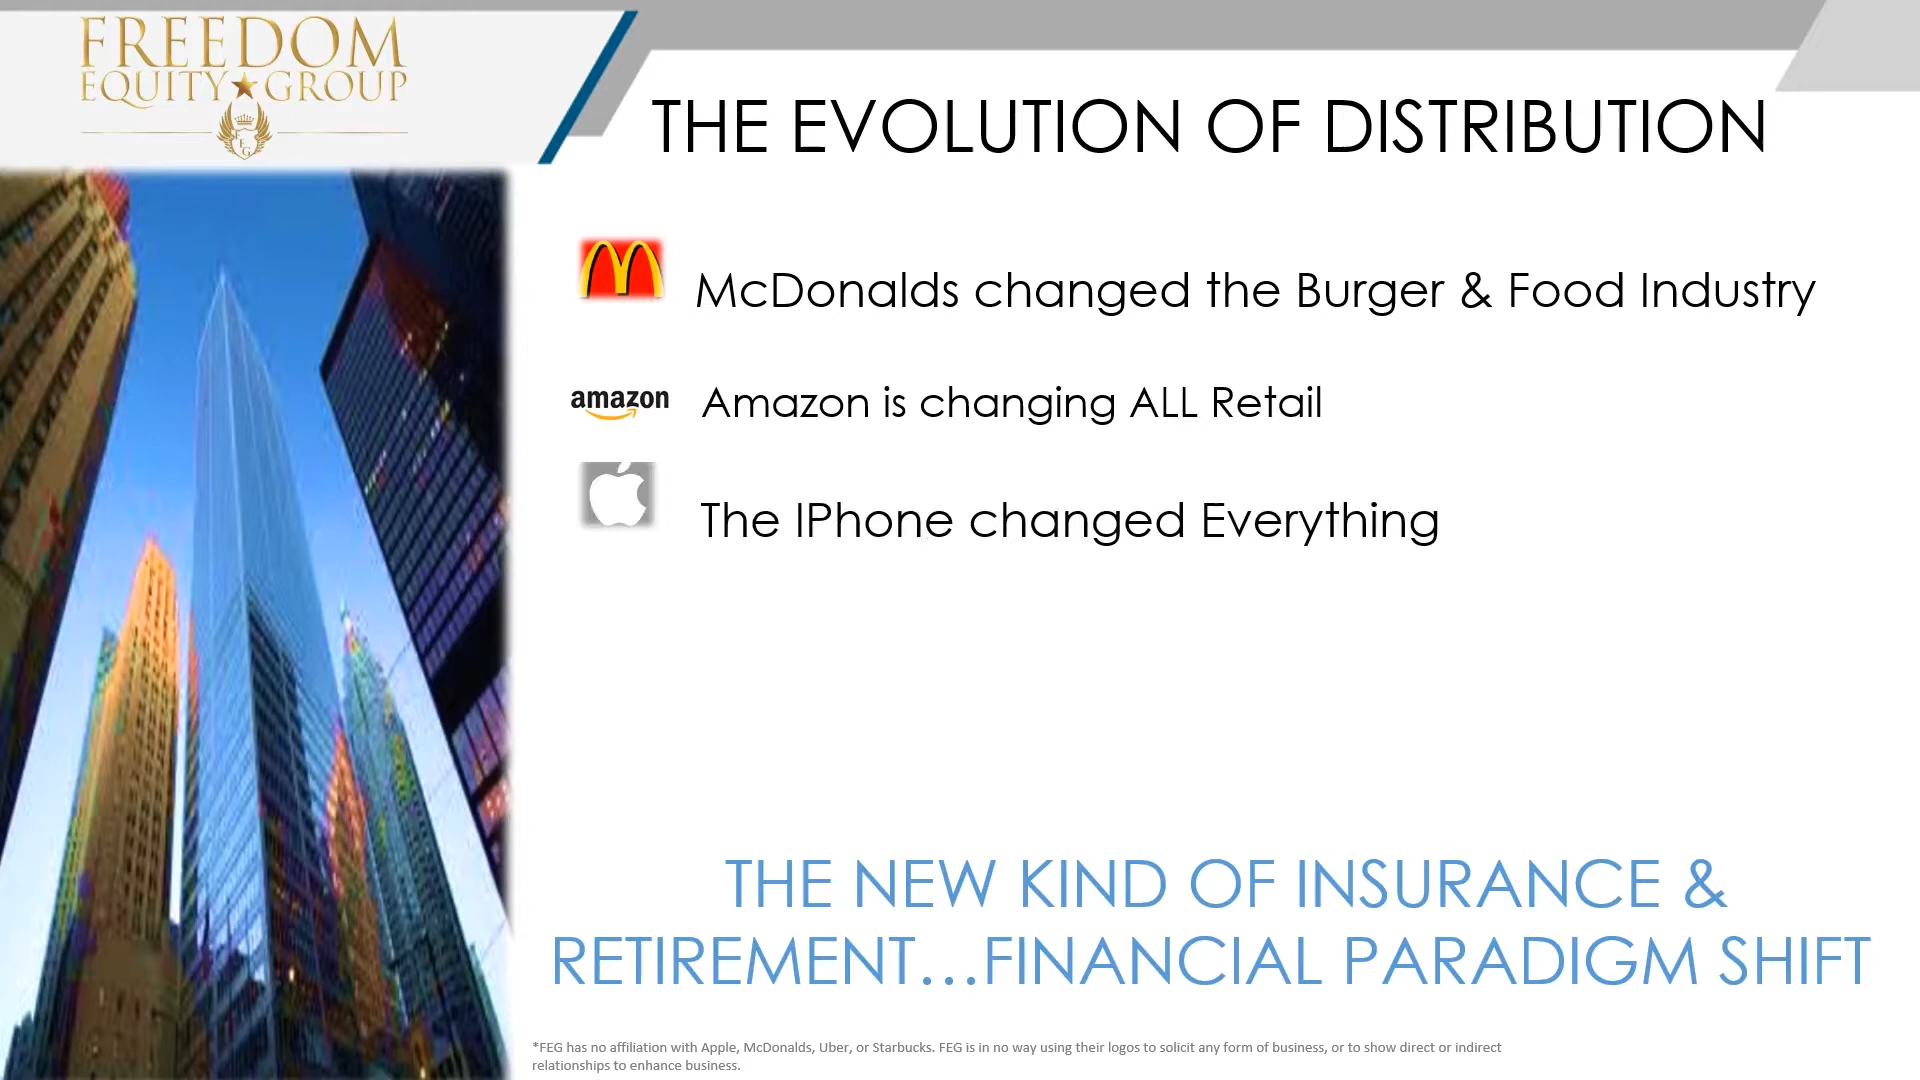 FREEDOM
EQUITY★GROUP
F
E
G
THE EVOLUTION OF DISTRIBUTION
McDonalds changed the Burger & Food Industry
amazon Amazon is changing ALL Retail
The IPhone changed Everything
THE NEW KIND OF INSURANCE &
RETIREMENT...FINANCIAL PARADIGM SHIFT
*FEG has no affiliation with Apple, McDonalds, Uber, or Starbucks. FEG is in no way using their logos to solicit any form of business, or to show direct or indirect
relationships to enhance business.